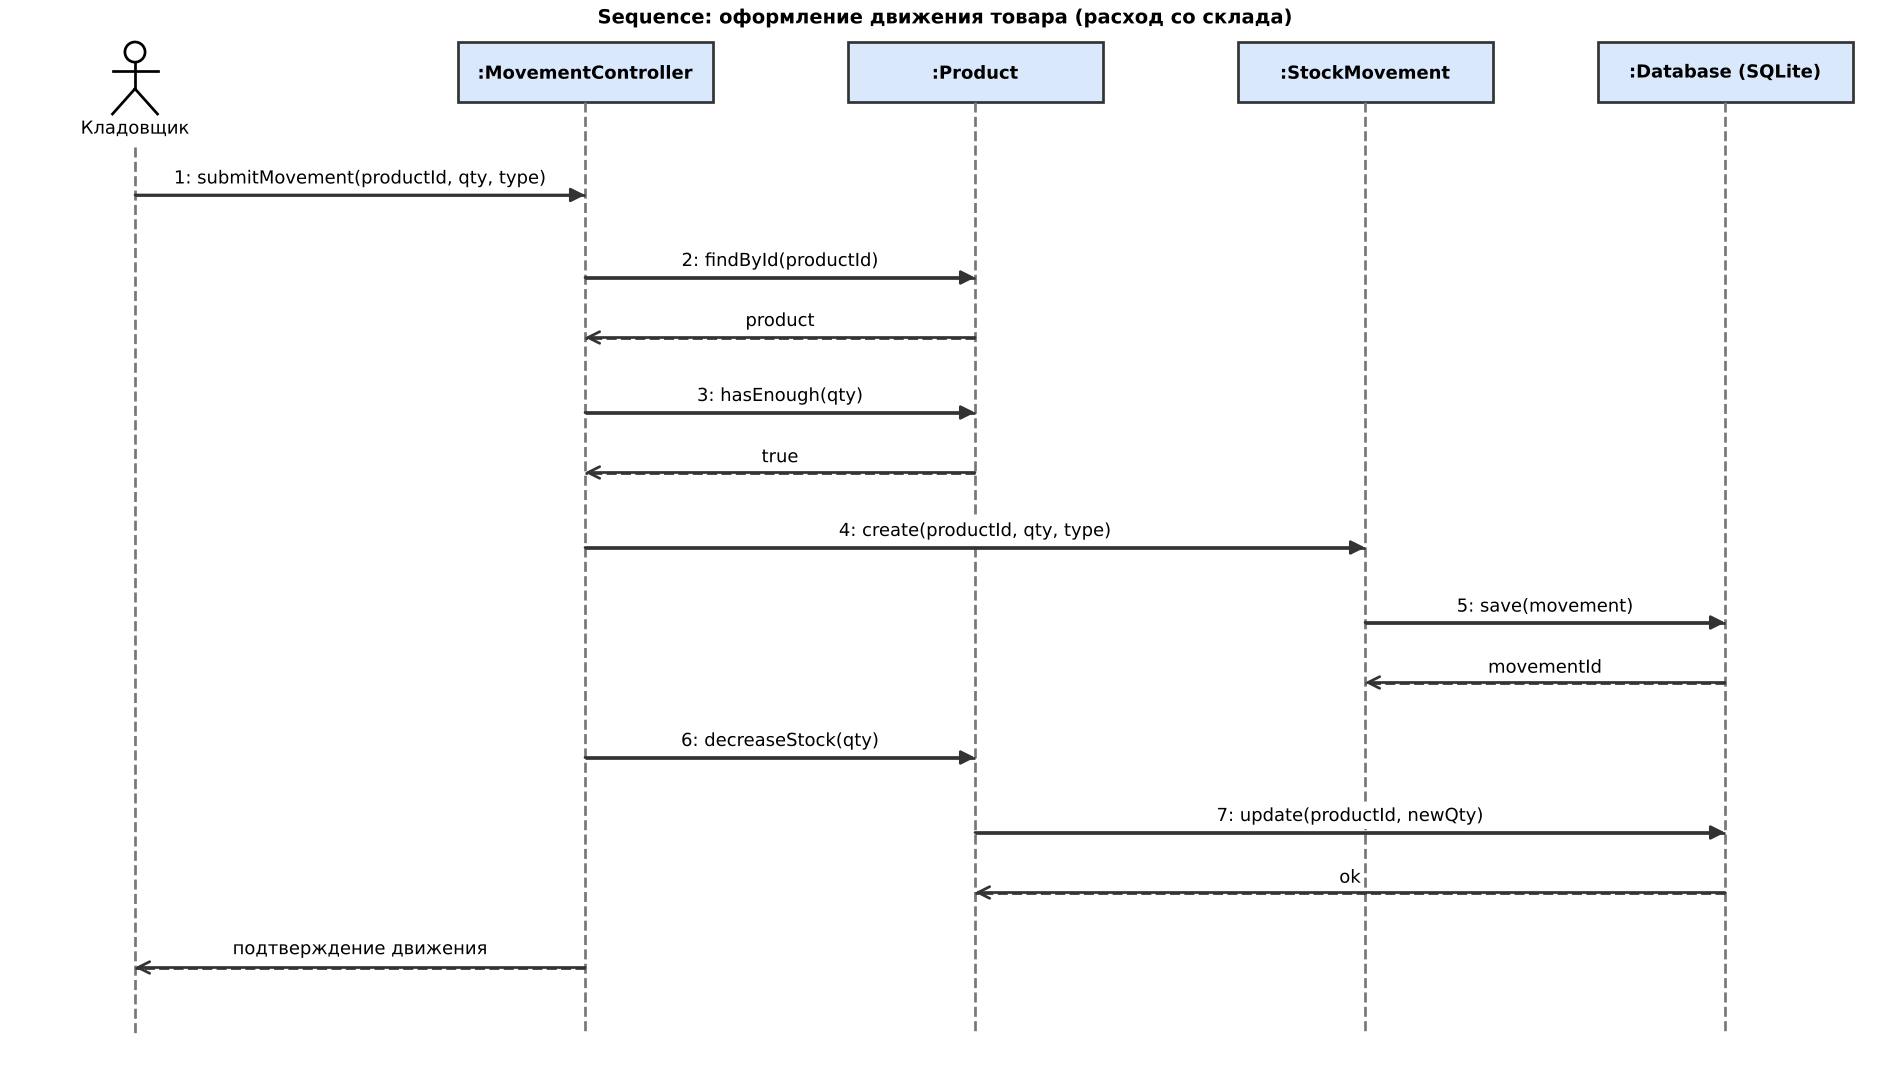 Sequence: оформление движения товара (расход со склада)
:MovementController
:Product
:StockMovement
:Database (SQLite)
Кладовщик
1: submitMovement(productId, qty, type)
2: findById(productId)
product
3: hasEnough(qty)
true
4: create(productId, qty, type)
5: save(movement)
movementId
6: decreaseStock(qty)
7: update(productId, newQty)
ok
подтверждение движения